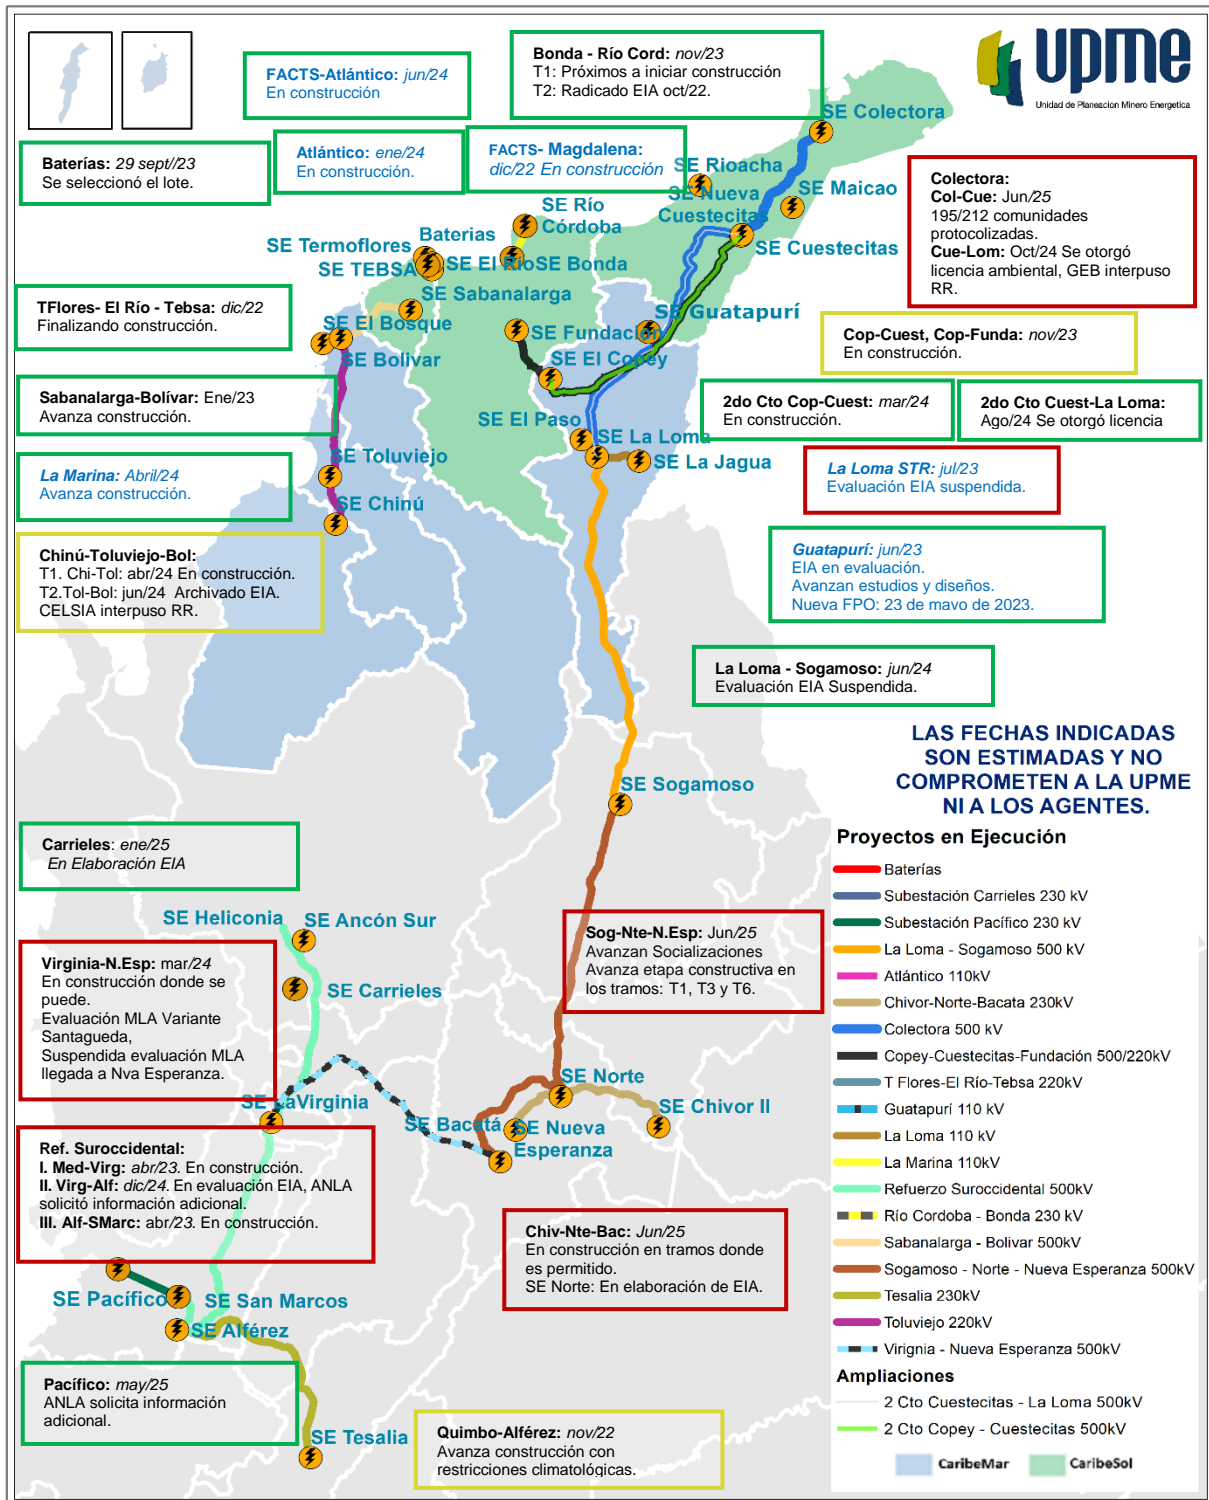 upme
Unidad de Planeacion Minero Energetica
FACTS-Atlántico: jun/24
En construcción
Bonda - Río Cord: nov/23
T1: Próximos a iniciar construcción
T2: Radicado EIA oct/22.
SE Colectora
Baterías: 29 sept//23
Se seleccionó el lote.
Atlántico: ene/24
En construcción.
FACTS- Magdalena:
dic/22 En construcción
SE Rioacha
SE Nueva
Cuestecitas
SE Maicao
SE Cuestecitas
Colectora:
Col-Cue: Jun/25
195/212 comunidades
protocolizadas.
Cue-Lom: Oct/24 Se otorgó
licencia ambiental, GEB interpuso
RR.
SE Río
Córdoba
Baterias
SE Termoflores
SE TEBSA
SE El Río
SE Bonda
SE Sabanalarga
TFlores- El Río - Tebsa: dic/22
Finalizando construcción.
SE El Bosque
SE Bolivar
SE Guatapurí
SE Fundación
SE El Copey
Cop-Cuest, Cop-Funda: nov/23
En construcción.
Sabanalarga-Bolívar: Ene/23
Avanza construcción.
2do Cto Cop-Cuest: mar/24
En construcción.
2do Cto Cuest-La Loma:
Ago/24 Se otorgó licencia
SE El Paso
SE La Loma
SE La Jagua
La Marina: Abril/24
Avanza construcción.
SE Toluviejo
SE Chinú
La Loma STR: jul/23
Evaluación EIA suspendida.
Chinú-Toluviejo-Bol:
T1. Chi-Tol: abr/24 En construcción.
T2.Tol-Bol: jun/24 Archivado EIA.
CELSIA interpuso RR.
Guatapurí: jun/23
EIA en evaluación.
Avanzan estudios y diseños.
Nueva FPO: 23 de mayo de 2023.
La Loma - Sogamoso: jun/24
Evaluación EIA Suspendida.
LAS FECHAS INDICADAS
SON ESTIMADAS Y NO
COMPROMETEN A LA UPME
NI A LOS AGENTES.
SE Sogamoso
Carrieles: ene/25
En Elaboración EIA
SE Heliconia
SE Ancón Sur
SE Carrieles
Virginia-N.Esp: mar/24
En construcción donde se
puede.
Evaluación MLA Variante
Santagueda,
Suspendida evaluación MLA
llegada a Nva Esperanza.
Sog-Nte-N.Esp: Jun/25
Avanzan Socializaciones
Avanza etapa constructiva en
los tramos: T1, T3 y T6.
SE LaVirginia
SE Norte
SE Chivor II
SE Bacatá
SE Nueva
Esperanza
Ref. Suroccidental:
I. Med-Virg: abr/23. En construcción.
II. Virg-Alf: dic/24. En evaluación EIA, ANLA
solicitó información adicional.
III. Alf-SMarc: abr/23. En construcción.
Chiv-Nte-Bac: Jun/25
En construcción en tramos donde
es permitido.
SE Norte: En elaboración de EIA.
SE Pacífico
SE San Marcos
SE Alférez
Pacífico: may/25
ANLA solicita información
adicional.
SE Tesalia
Quimbo-Alférez: nov/22
Avanza construcción con
restricciones climatológicas.
Proyectos en Ejecución
Baterías
Subestación Carrieles 230 kV
Subestación Pacífico 230 kV
La Loma - Sogamoso 500 kV
Atlántico 110kV
Chivor-Norte-Bacata 230kV
Colectora 500 kV
Copey-Cuestecitas-Fundación 500/220kV
T Flores-El Río-Tebsa 220kV
Guatapurí 110 kV
La Loma 110 kV
La Marina 110kV
Refuerzo Suroccidental 500kV
Río Cordoba - Bonda 230 kV
Sabanalarga - Bolivar 500kV
Sogamoso - Norte - Nueva Esperanza 500kV
Tesalia 230kV
Toluviejo 220kV
Virignia - Nueva Esperanza 500kV
Ampliaciones
2 Cto Cuestecitas - La Loma 500kV
2 Cto Copey - Cuestecitas 500kV
CaribeMar
CaribeSol